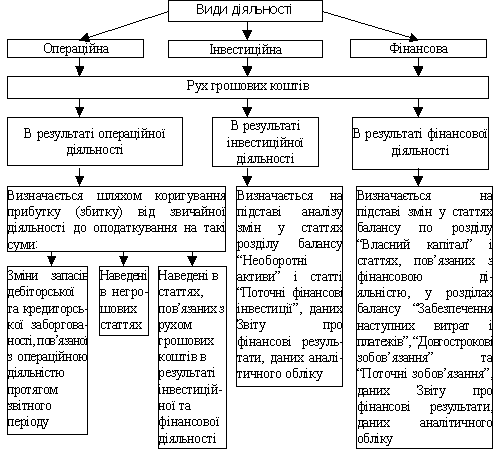 Види діяльності
Операційна
Інвестиційна
Фінансова
Рух грошових коштів
В результаті операційної
діяльності
В результаті
інвестиційної
діяльності
В результаті фінансової
діяльності
Визначається шляхом коригування
прибутку (збитку) від звичайної
діяльності до оподаткування на такі
суми:
Зміни запасів
дебіторської
та кредиторсь-
кої заборгова-
ності, пов’язаної
з операційною
діяльністю
протягом
звітного
періоду
Наведені
в негро-
шових
статтях
Наведені в
статтях,
пов’язаних з
рухом
грошових
коштів в
результаті
інвестицій-
ної та
фінансової
діяльності
Визначається на
підставі аналізу
змін у статтях
розділу балансу
“Необоротні
активи” і статті
“Поточні фінансові
інвестиції”, даних
Звіту про
фінансові резуль-
тати, даних аналі-
тичного обліку
Визначається на
підставі змін у статтях
балансу по розділу
“Власний капітал” і
статтях, пов’язаних з
фінансовою ді-
яльністю, у розділах
балансу “Забезпечення
наступних витрат і
платежів”, “Довгострокові
зобов’язання” та
“Поточні зобов’язання”,
даних Звіту про
фінансові результати,
даних аналітичного
обліку